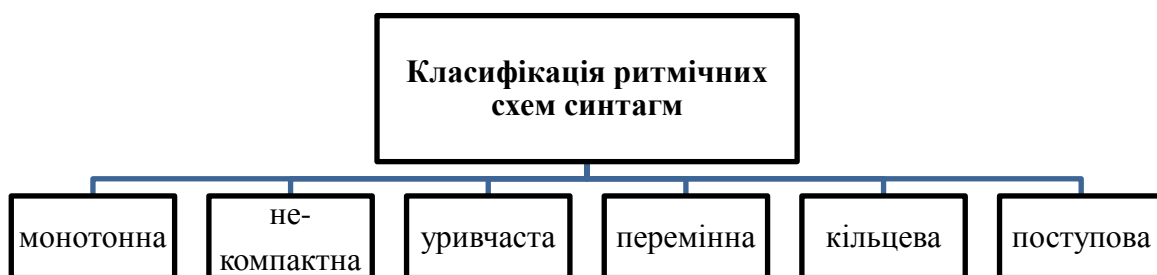 Класифікація ритмічних
схем синтагм
монотонна
не-
компактна
уривчаста
перемінна
кільцева
поступова